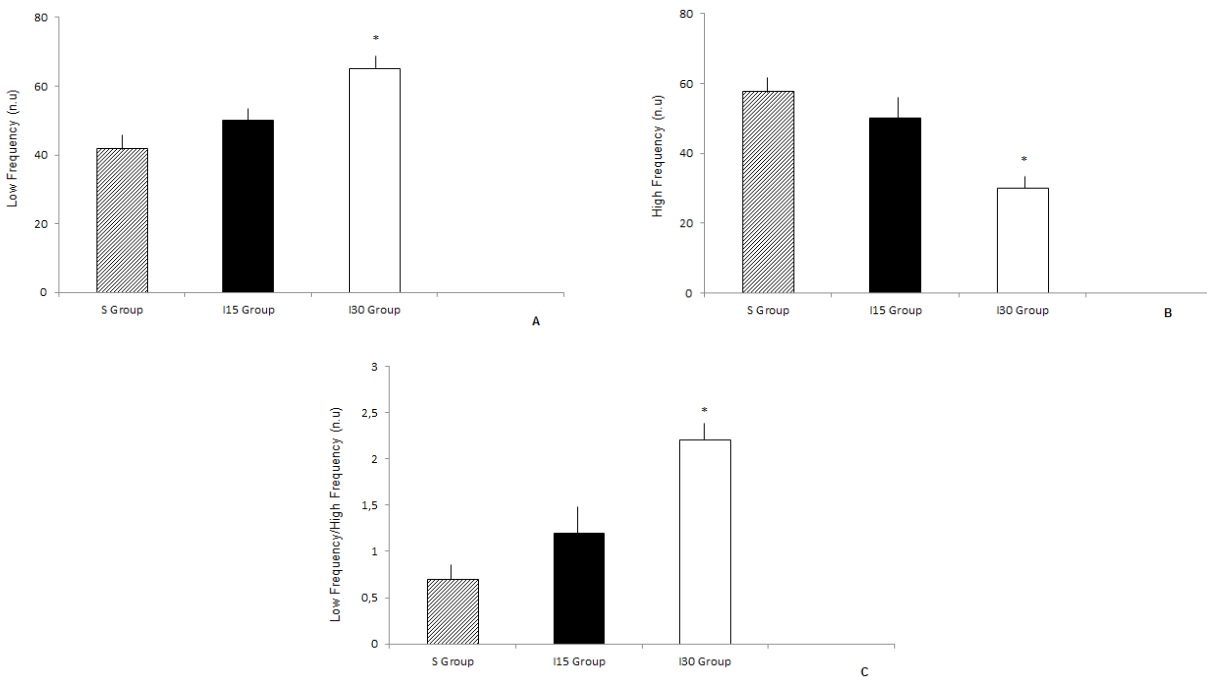 80
60
40
20
0
Low Frequency (n.u)
*
S Group I15 Group I30 Group
A
80
60
40
20
0
High Frequency (n.u)
*
S Group I15 Group I30 Group
B
3
2,5
2
1,5
1
0,5
0
Low Frequency/High Frequency (n.u)
*
S Group I15 Group I30 Group
C